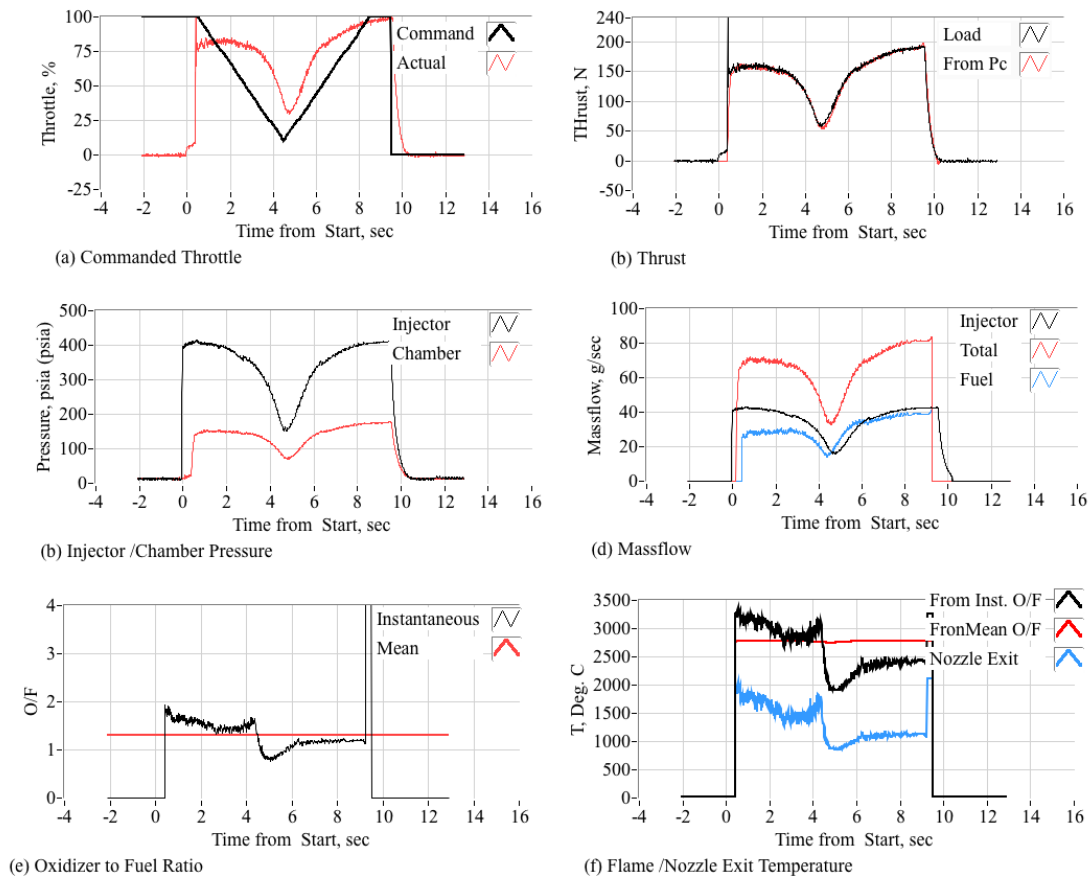 100-
75-
50-
25-
0-
-25-
Throttle, %
Command
Actual
-4 -2 0 2 4 6 8 10 12 14 16
Time from Start, sec
(a) Commanded Throttle
240-
200-
150-
100-
50-
0-
-50-
THrust, N
Load
From Pc
-4 -2 0 2 4 6 8 10 12 14 16
Time from Start, sec
(b) Thrust
500-
400-
300-
200-
100-
0-
Pressure, psia (psia)
Injector
Chamber
-4 -2 0 2 4 6 8 10 12 14 16
Time from Start, sec
(b) Injector /Chamber Pressure
100-
80-
60-
40-
20-
0-
Massflow, g/sec
Injector
Total
Fuel
-4 -2 0 2 4 6 8 10 12 14 16
Time from Start, sec
(d) Massflow
4-
3-
2-
1-
0-
O/F
Instantaneous
Mean
-4 -2 0 2 4 6 8 10 12 14 16
Time from Start, sec
(e) Oxidizer to Fuel Ratio
3500-
3000-
2500-
2000-
1500-
1000-
500-
0-
T, Deg. C
From Inst. O/F
FronMean O/F
Nozzle Exit
-4 -2 0 2 4 6 8 10 12 14 16
Time from Start, sec
(f) Flame /Nozzle Exit Temperature